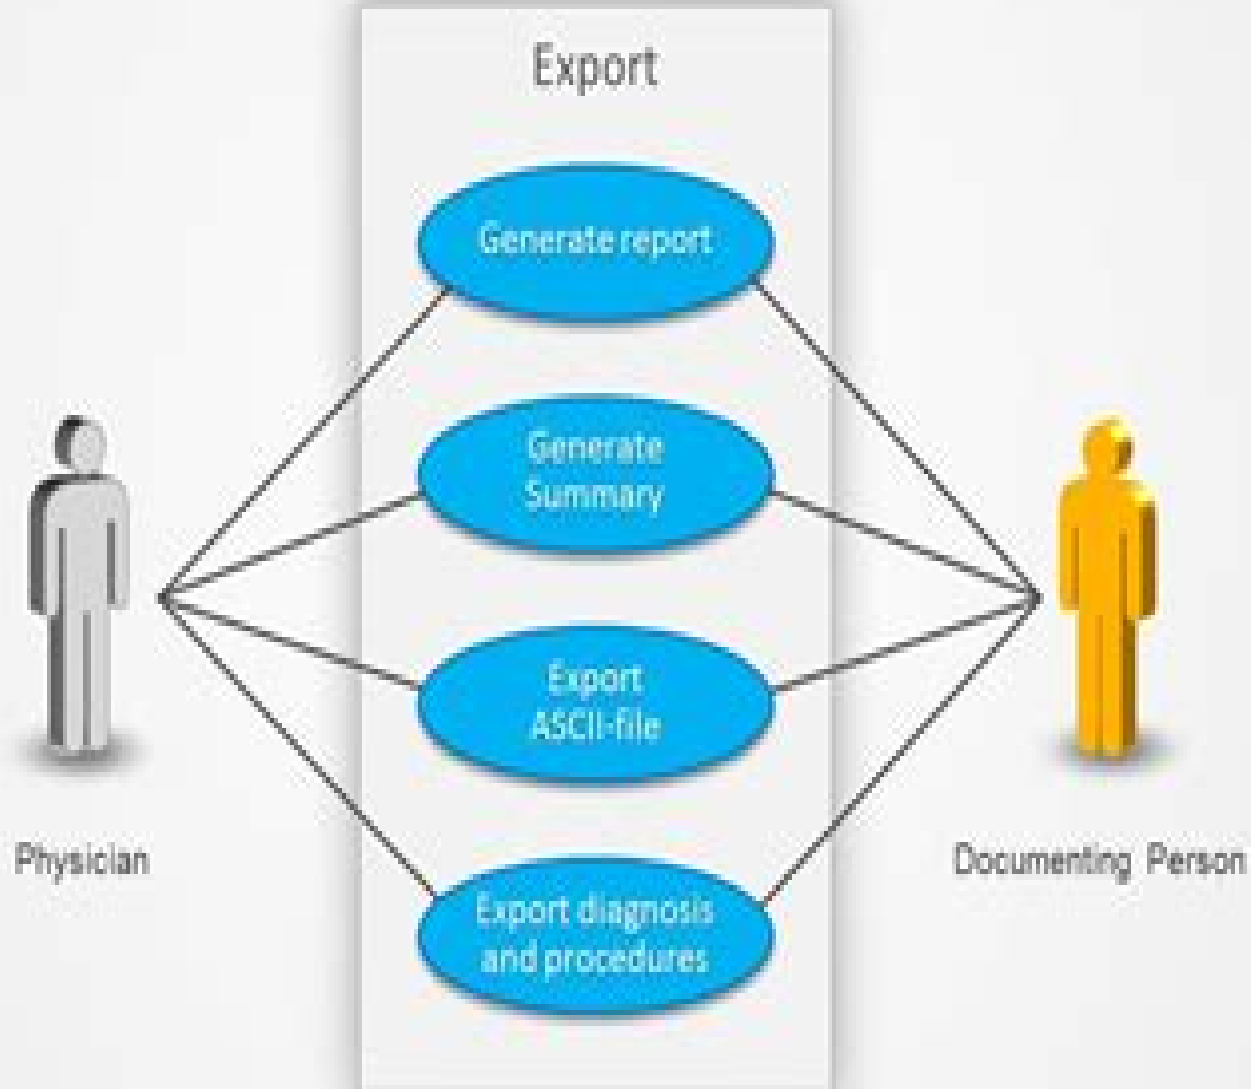 Export
Generate report
Generate
Summary
Export
ASCII-file
Export diagnosis
and procedures
Physician
Documenting Person